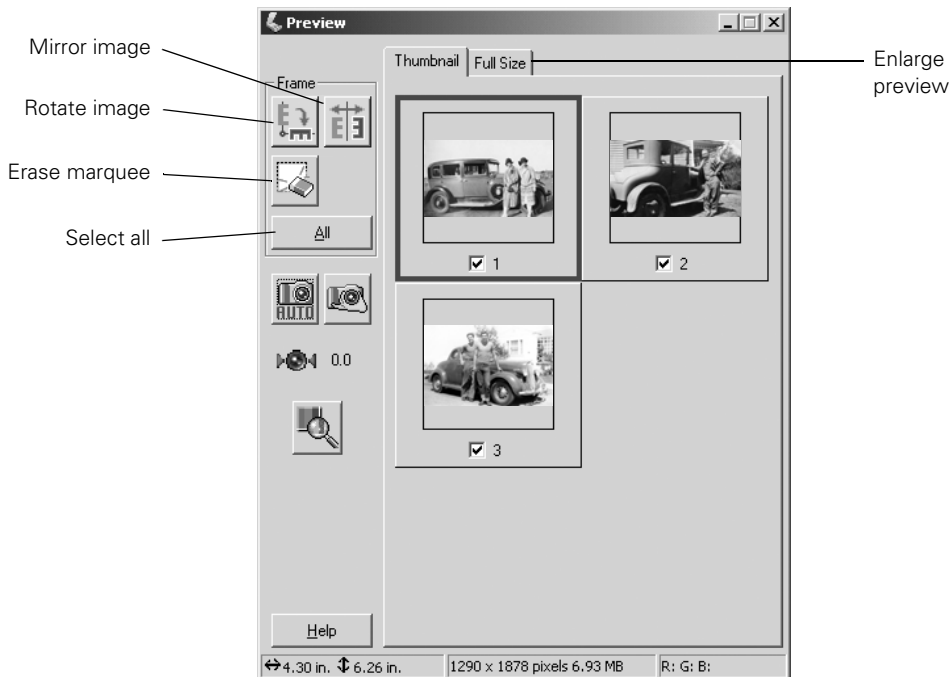 Preview
Mirror image
Thumbnail Full Size
Enlarge
preview
Frame
Rotate image
Erase marquee
Select all
All
1
2
AUTO
0.0
3
Help
4.30 in. 6.26 in. 1290 x 1878 pixels 6.93 MB R: G: B: